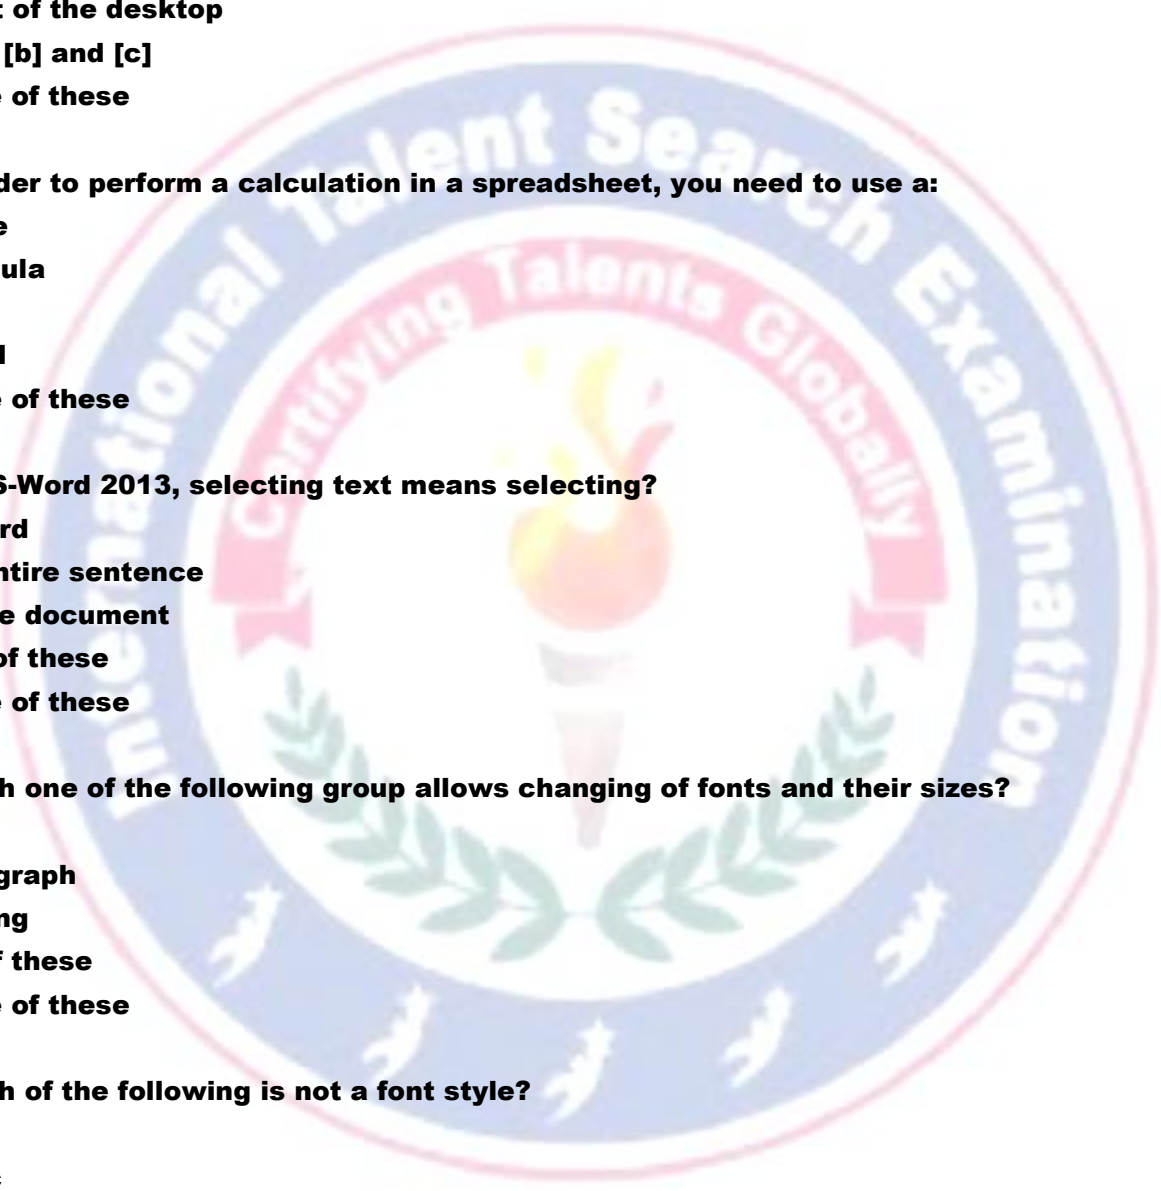 of the desktop
[b] and [c]
of these
der to perform a calculation in a spreadsheet, you need to use a:
e
ula
of these
S-Word 2013, selecting text means selecting?
rd
ntire sentence
e document
of these
of these
h one of the following group allows changing of fonts and their sizes?
graph
ng
f these
of these
h of the following is not a font style?
International Talent Search Examination
Certifying Talents Globally